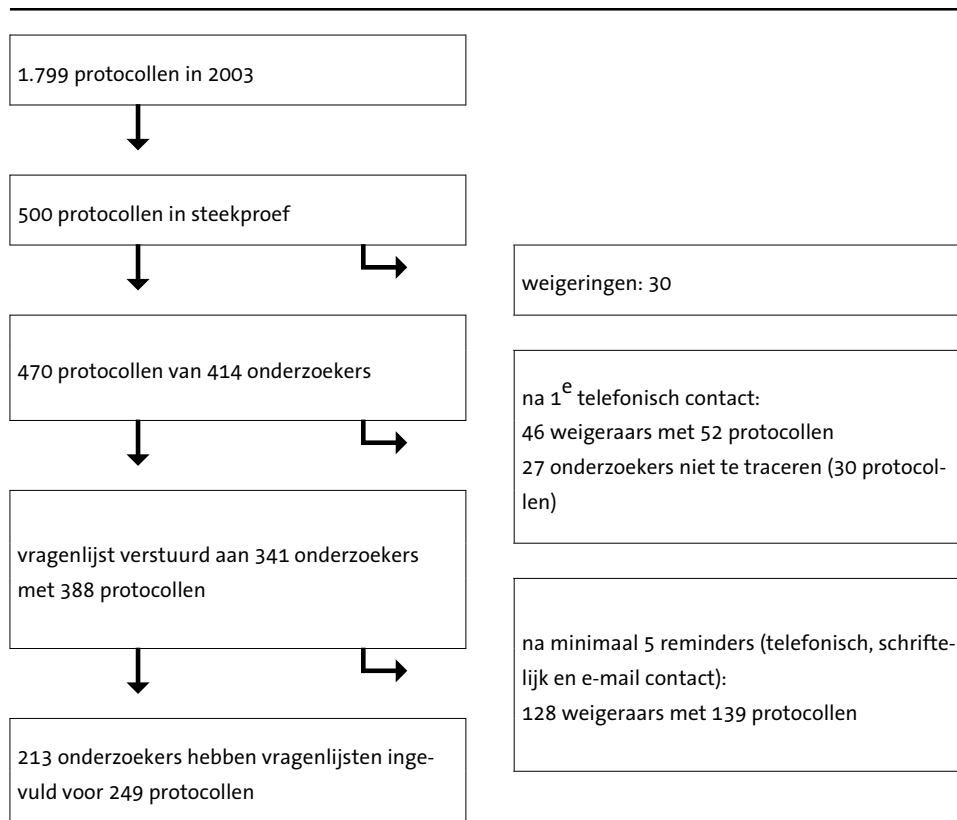 1.799 protocollen in 2003
500 protocollen in steekproef
weigeringen: 30
470 protocollen van 414 onderzoekers
na 1e telefonisch contact:
46 weigeraars met 52 protocollen
27 onderzoekers niet te traceren (30 protocol-
len)
vragenlijst verstuurd aan 341 onderzoekers
met 388 protocollen
na minimaal 5 reminders (telefonisch, schrifte-
lijk en e-mail contact):
128 weigeraars met 139 protocollen
213 onderzoekers hebben vragenlijsten inge-
vuld voor 249 protocollen